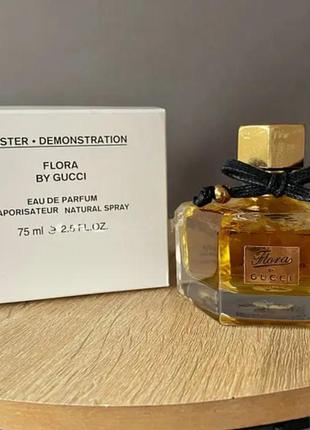 STER • DEMONSTRATION
FLORA
BY GUCCI
EAU DE PARFUM
APORISATEUR NATURAL SPRAY
75 ml ℮ 2.5 FL.OZ.
Flora
BY
GUCCI